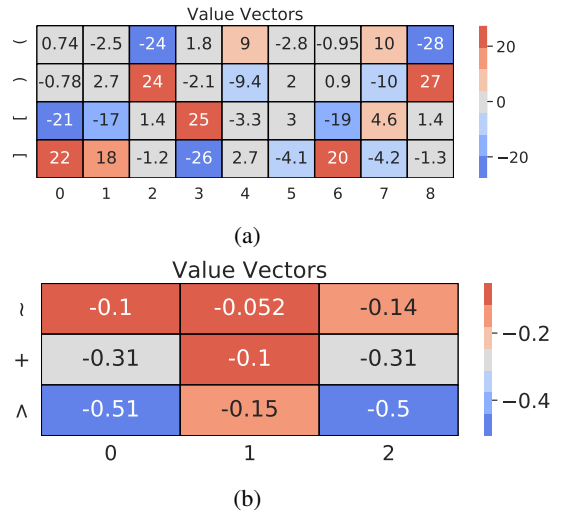 Value Vectors
( 0.74 -2.5 -24 1.8 9 -2.8 -0.95 10 -28
) -0.78 2.7 24 -2.1 -9.4 2 0.9 -10 27
[ -21 -17 1.4 25 -3.3 3 -19 4.6 1.4
] 22 18 -1.2 -26 2.7 -4.1 20 -4.2 -1.3
0 1 2 3 4 5 6 7 8
20
0
−20
(a)
Value Vectors
~ -0.1 -0.052 -0.14
+ -0.31 -0.1 -0.31
^ -0.51 -0.15 -0.5
0 1 2
−0.2
−0.4
(b)